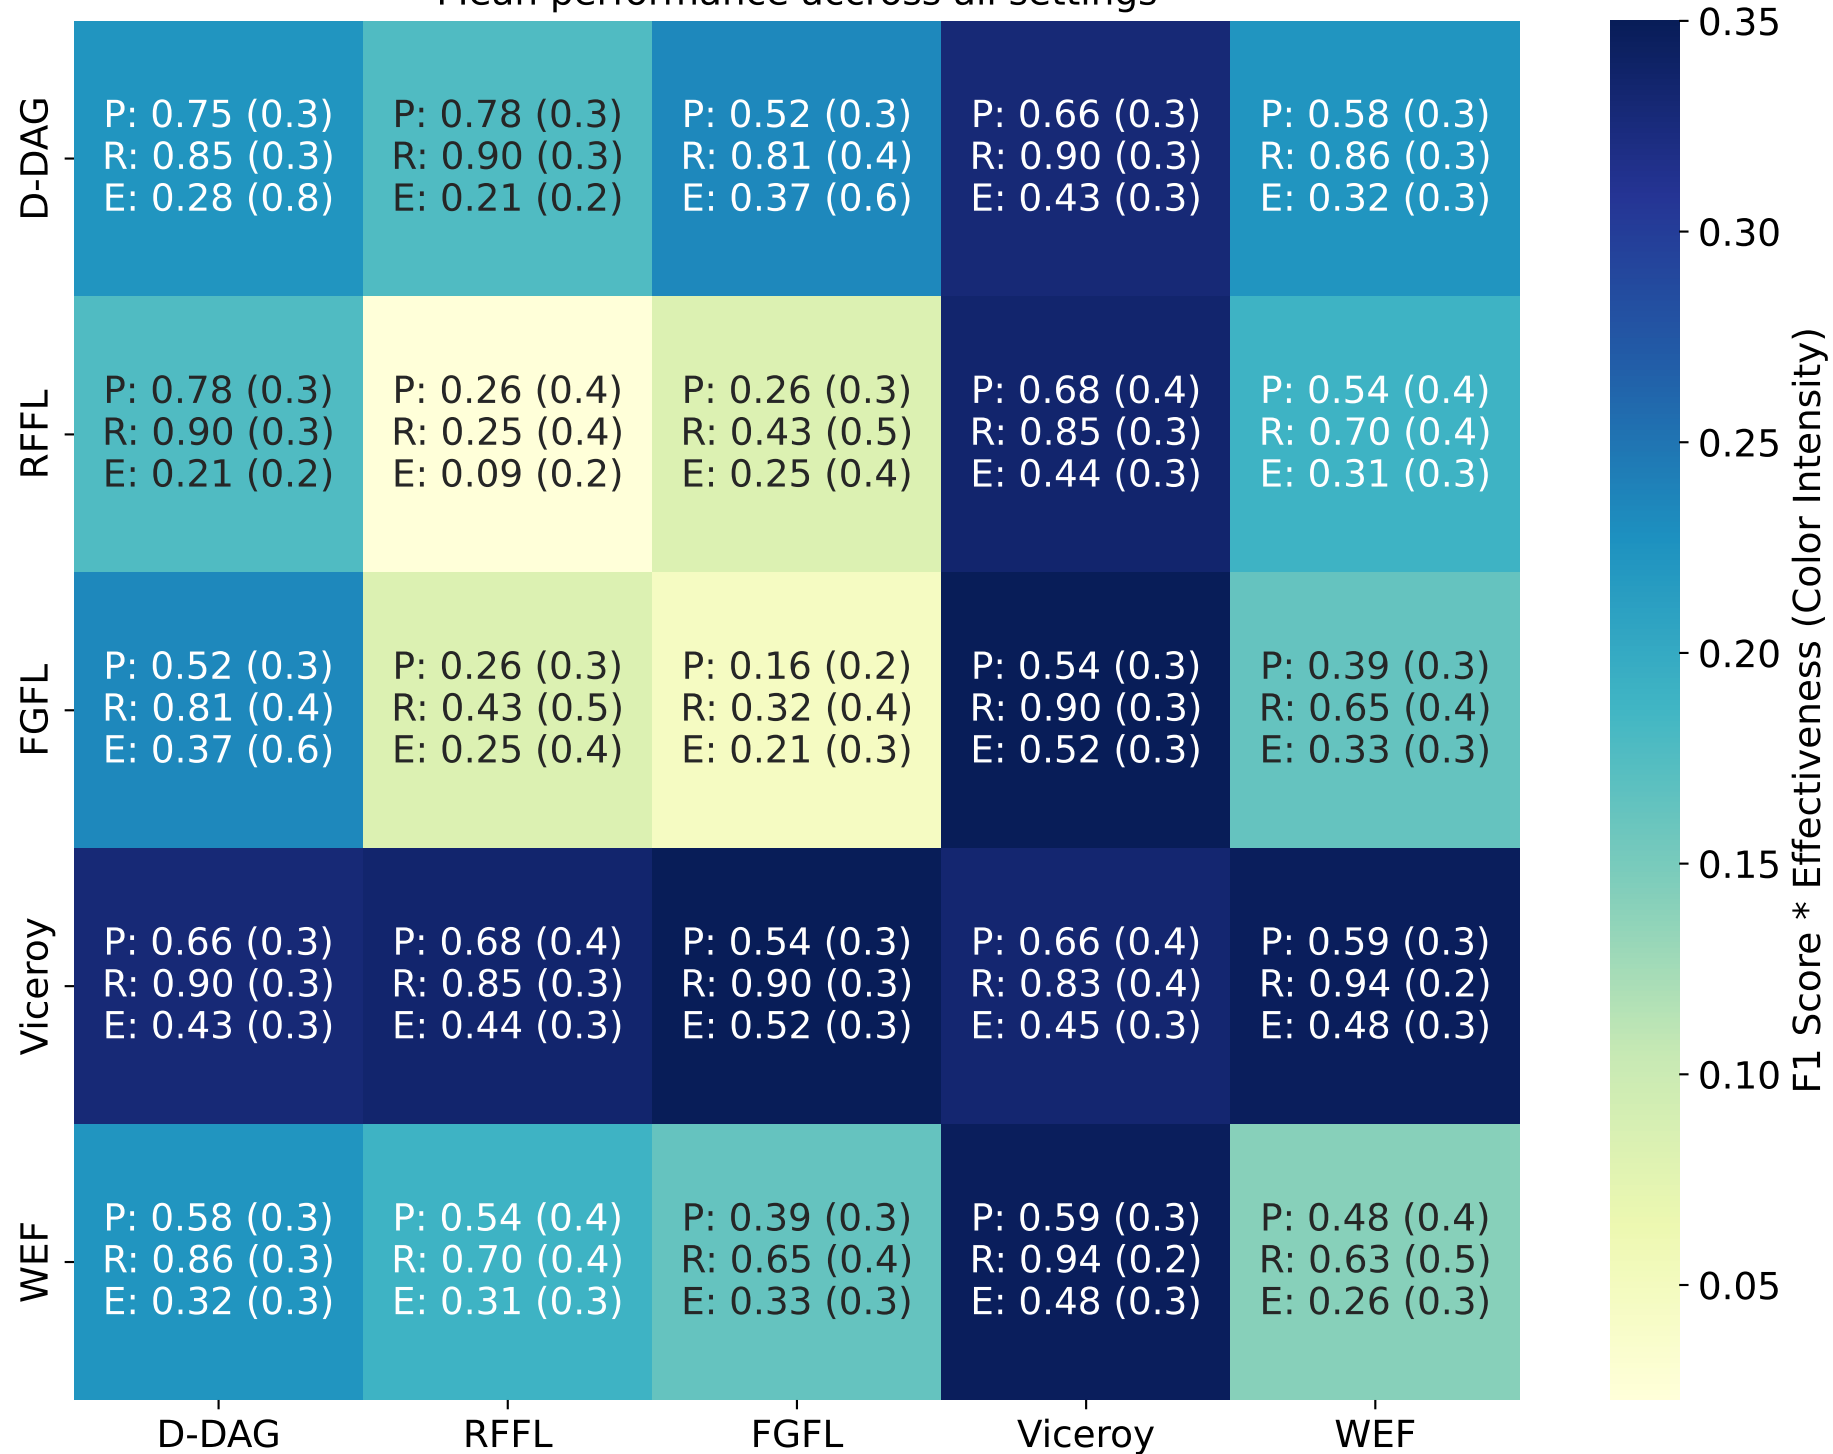 Mean performance accross all settings
D-DAG
P: 0.75 (0.3)
R: 0.85 (0.3)
E: 0.28 (0.8)
P: 0.78 (0.3)
R: 0.90 (0.3)
E: 0.21 (0.2)
P: 0.52 (0.3)
R: 0.81 (0.4)
E: 0.37 (0.6)
P: 0.66 (0.3)
R: 0.90 (0.3)
E: 0.43 (0.3)
P: 0.58 (0.3)
R: 0.86 (0.3)
E: 0.32 (0.3)
RFFL
P: 0.78 (0.3)
R: 0.90 (0.3)
E: 0.21 (0.2)
P: 0.26 (0.4)
R: 0.25 (0.4)
E: 0.09 (0.2)
P: 0.26 (0.3)
R: 0.43 (0.5)
E: 0.25 (0.4)
P: 0.68 (0.4)
R: 0.85 (0.3)
E: 0.44 (0.3)
P: 0.54 (0.4)
R: 0.70 (0.4)
E: 0.31 (0.3)
FGFL
P: 0.52 (0.3)
R: 0.81 (0.4)
E: 0.37 (0.6)
P: 0.26 (0.3)
R: 0.43 (0.5)
E: 0.25 (0.4)
P: 0.16 (0.2)
R: 0.32 (0.4)
E: 0.21 (0.3)
P: 0.54 (0.3)
R: 0.90 (0.3)
E: 0.52 (0.3)
P: 0.39 (0.3)
R: 0.65 (0.4)
E: 0.33 (0.3)
Viceroy
P: 0.66 (0.3)
R: 0.90 (0.3)
E: 0.43 (0.3)
P: 0.68 (0.4)
R: 0.85 (0.3)
E: 0.44 (0.3)
P: 0.54 (0.3)
R: 0.90 (0.3)
E: 0.52 (0.3)
P: 0.66 (0.4)
R: 0.83 (0.4)
E: 0.45 (0.3)
P: 0.59 (0.3)
R: 0.94 (0.2)
E: 0.48 (0.3)
WEF
P: 0.58 (0.3)
R: 0.86 (0.3)
E: 0.32 (0.3)
P: 0.54 (0.4)
R: 0.70 (0.4)
E: 0.31 (0.3)
P: 0.39 (0.3)
R: 0.65 (0.4)
E: 0.33 (0.3)
P: 0.59 (0.3)
R: 0.94 (0.2)
E: 0.48 (0.3)
P: 0.48 (0.4)
R: 0.63 (0.5)
E: 0.26 (0.3)
D-DAG
RFFL
FGFL
Viceroy
WEF
0.35
0.30
0.25
0.20
0.15
0.10
0.05
F1 Score * Effectiveness (Color Intensity)